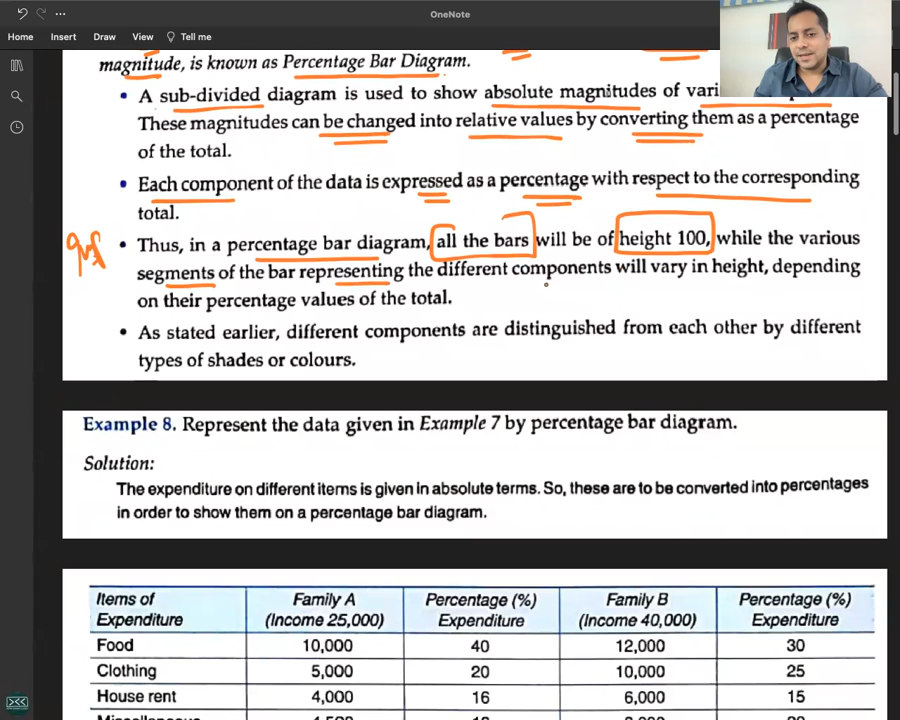 OneNote
Home Insert Draw View Tell me
magnitude, is known as Percentage Bar Diagram.
• A sub-divided diagram is used to show absolute magnitudes of
These magnitudes can be changed into relative values by converting them as a percentage
of the total.
• Each component of the data is expressed as a percentage with respect to the corresponding
total.
• Thus, in a percentage bar diagram, all the bars will be of height 100, while the various
segments of the bar representing the different components will vary in height, depending
on their percentage values of the total.
• As stated earlier, different components are distinguished from each other by different
types of shades or colours.
Example 8. Represent the data given in Example 7 by percentage bar diagram.
Solution:
The expenditure on different items is given in absolute terms. So, these are to be converted into percentages
in order to show them on a percentage bar diagram.
Items of Expenditure Family A (Income 25,000) Percentage (%) Expenditure Family B (Income 40,000) Percentage (%) Expenditure
Food 10,000 40 12,000 30
Clothing 5,000 20 10,000 25
House rent 4,000 16 6,000 15